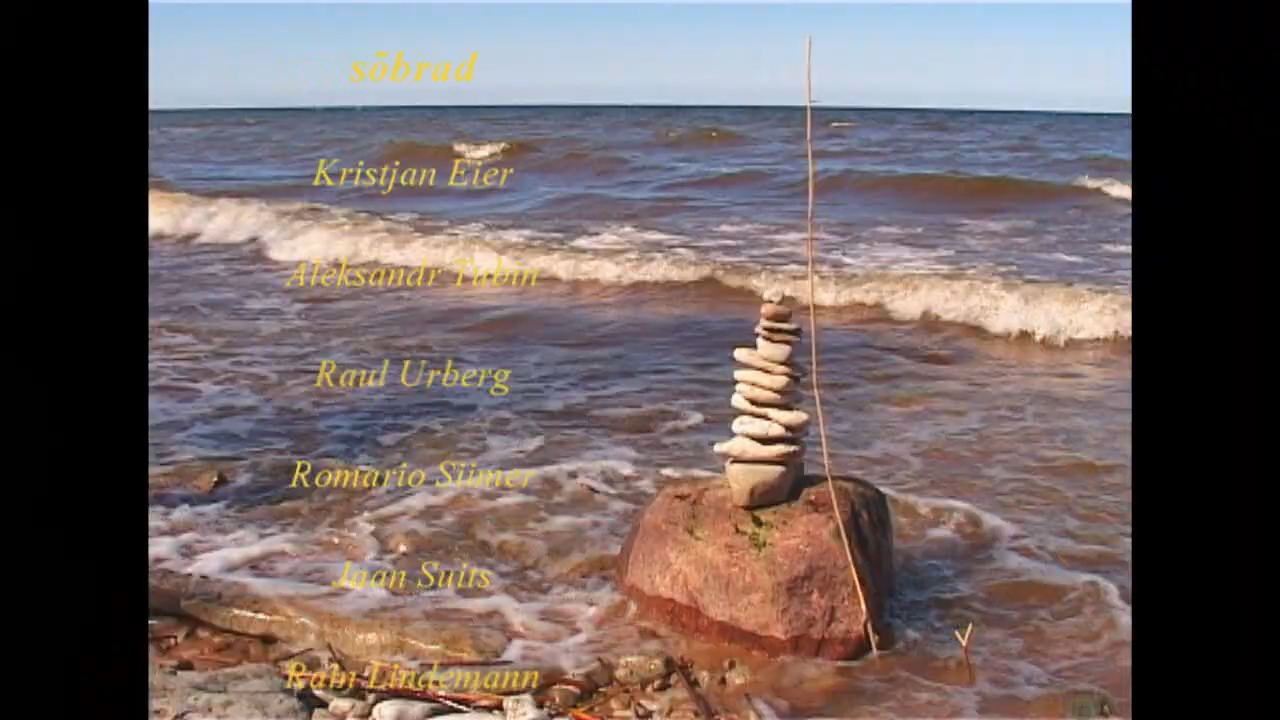 sõbrad
Kristjan Eier
Aleksandr Tubin
Raul Urberg
Romario Siimer
Jaan Suits
Rain Lindemann